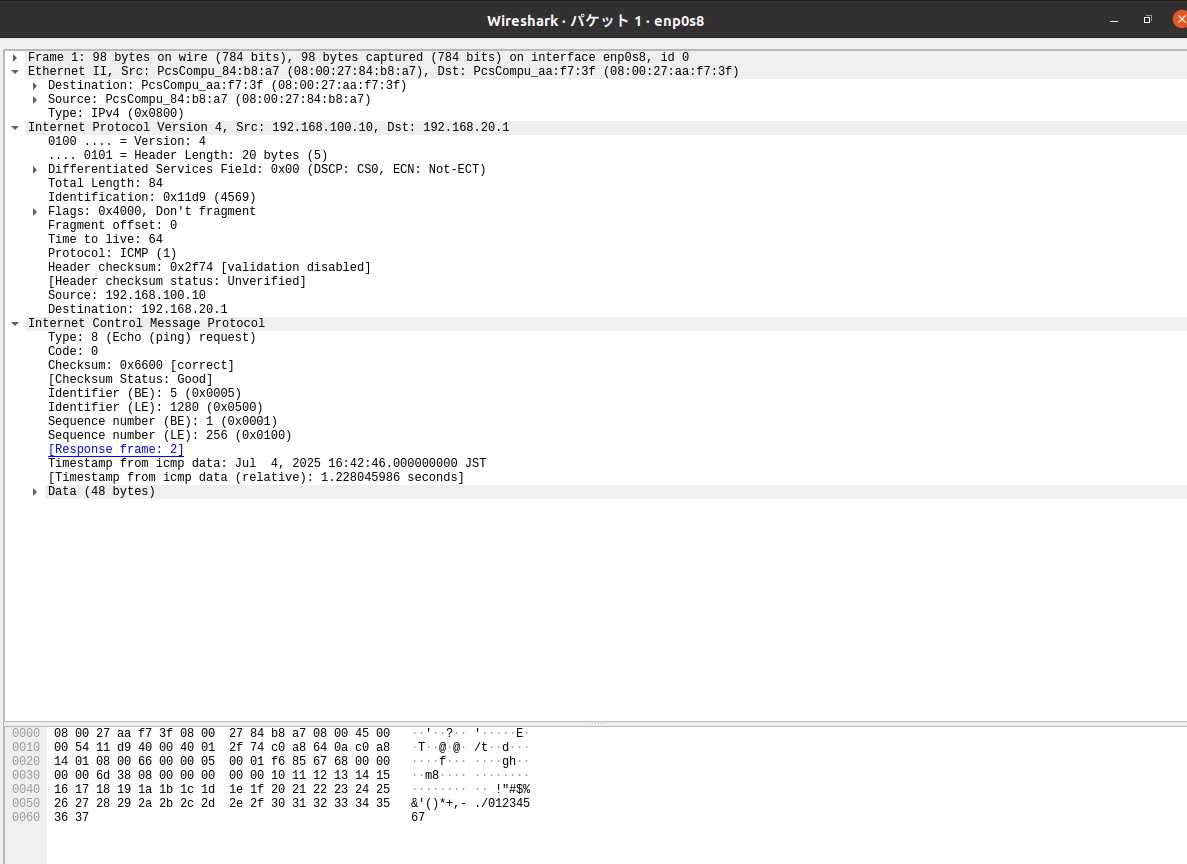 Wireshark · パケット 1 · enp0s8
Frame 1: 98 bytes on wire (784 bits), 98 bytes captured (784 bits) on interface enp0s8, id 0
Ethernet II, Src: PcsCompu_84:b8:a7 (08:00:27:84:b8:a7), Dst: PcsCompu_aa:f7:3f (08:00:27:aa:f7:3f)
Destination: PcsCompu_aa:f7:3f (08:00:27:aa:f7:3f)
Source: PcsCompu_84:b8:a7 (08:00:27:84:b8:a7)
Type: IPv4 (0x0800)
Internet Protocol Version 4, Src: 192.168.100.10, Dst: 192.168.20.1
0100 .... = Version: 4
.... 0101 = Header Length: 20 bytes (5)
Differentiated Services Field: 0x00 (DSCP: CS0, ECN: Not-ECT)
Total Length: 84
Identification: 0x11d9 (4569)
Flags: 0x4000, Don't fragment
Fragment offset: 0
Time to live: 64
Protocol: ICMP (1)
Header checksum: 0x2f74 [validation disabled]
[Header checksum status: Unverified]
Source: 192.168.100.10
Destination: 192.168.20.1
Internet Control Message Protocol
Type: 8 (Echo (ping) request)
Code: 0
Checksum: 0x6600 [correct]
[Checksum Status: Good]
Identifier (BE): 5 (0x0005)
Identifier (LE): 1280 (0x0500)
Sequence number (BE): 1 (0x0001)
Sequence number (LE): 256 (0x0100)
[Response frame: 2]
Timestamp from icmp data: Jul  4, 2025 16:42:46.000000000 JST
[Timestamp from icmp data (relative): 1.228045986 seconds]
Data (48 bytes)
0000 08 00 27 aa f7 3f 08 00  27 84 b8 a7 08 00 45 00 ··'··?·· '·····E·
0010 00 54 11 d9 40 00 40 01  2f 74 c0 a8 64 0a c0 a8 ·T··@·@· /t··d···
0020 14 01 08 00 66 00 00 05  00 01 f6 85 67 68 00 00 ····f··· ····gh··
0030 00 00 6d 38 08 00 00 00  00 00 10 11 12 13 14 15 ··m8···· ········
0040 16 17 18 19 1a 1b 1c 1d  1e 1f 20 21 22 23 24 25 ········ ·· !"#$%
0050 26 27 28 29 2a 2b 2c 2d  2e 2f 30 31 32 33 34 35 &'()*+,- ./012345
0060 36 37 67